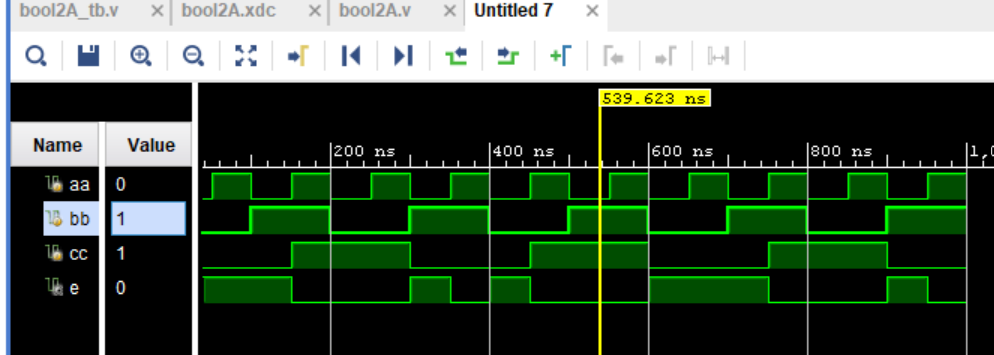 bool2A_tb.v × bool2A.xdc × bool2A.v × Untitled 7 ×
539.623 ns
Name Value
200 ns 400 ns 600 ns 800 ns 1,0
aa 0
bb 1
cc 1
e 0